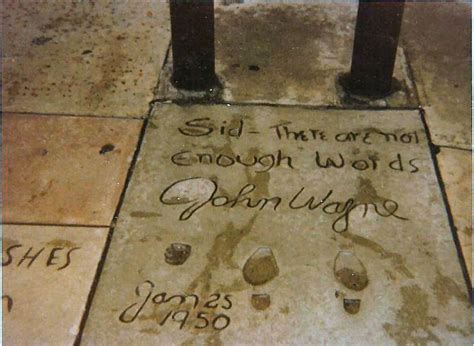 Sid - There are not
Enough Words
John Wayne
Jan 25
1950
SHES